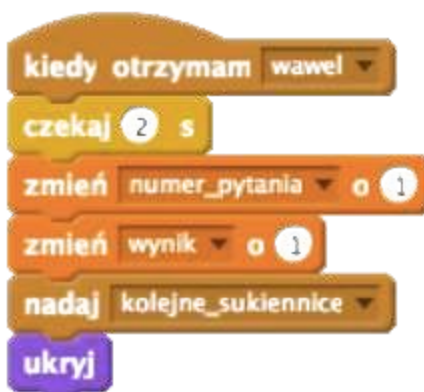 kiedy otrzymam wawel
czekaj 2 s
zmień numer_pytania o 1
zmień wynik o 1
nadaj kolejne_sukiennice
ukryj